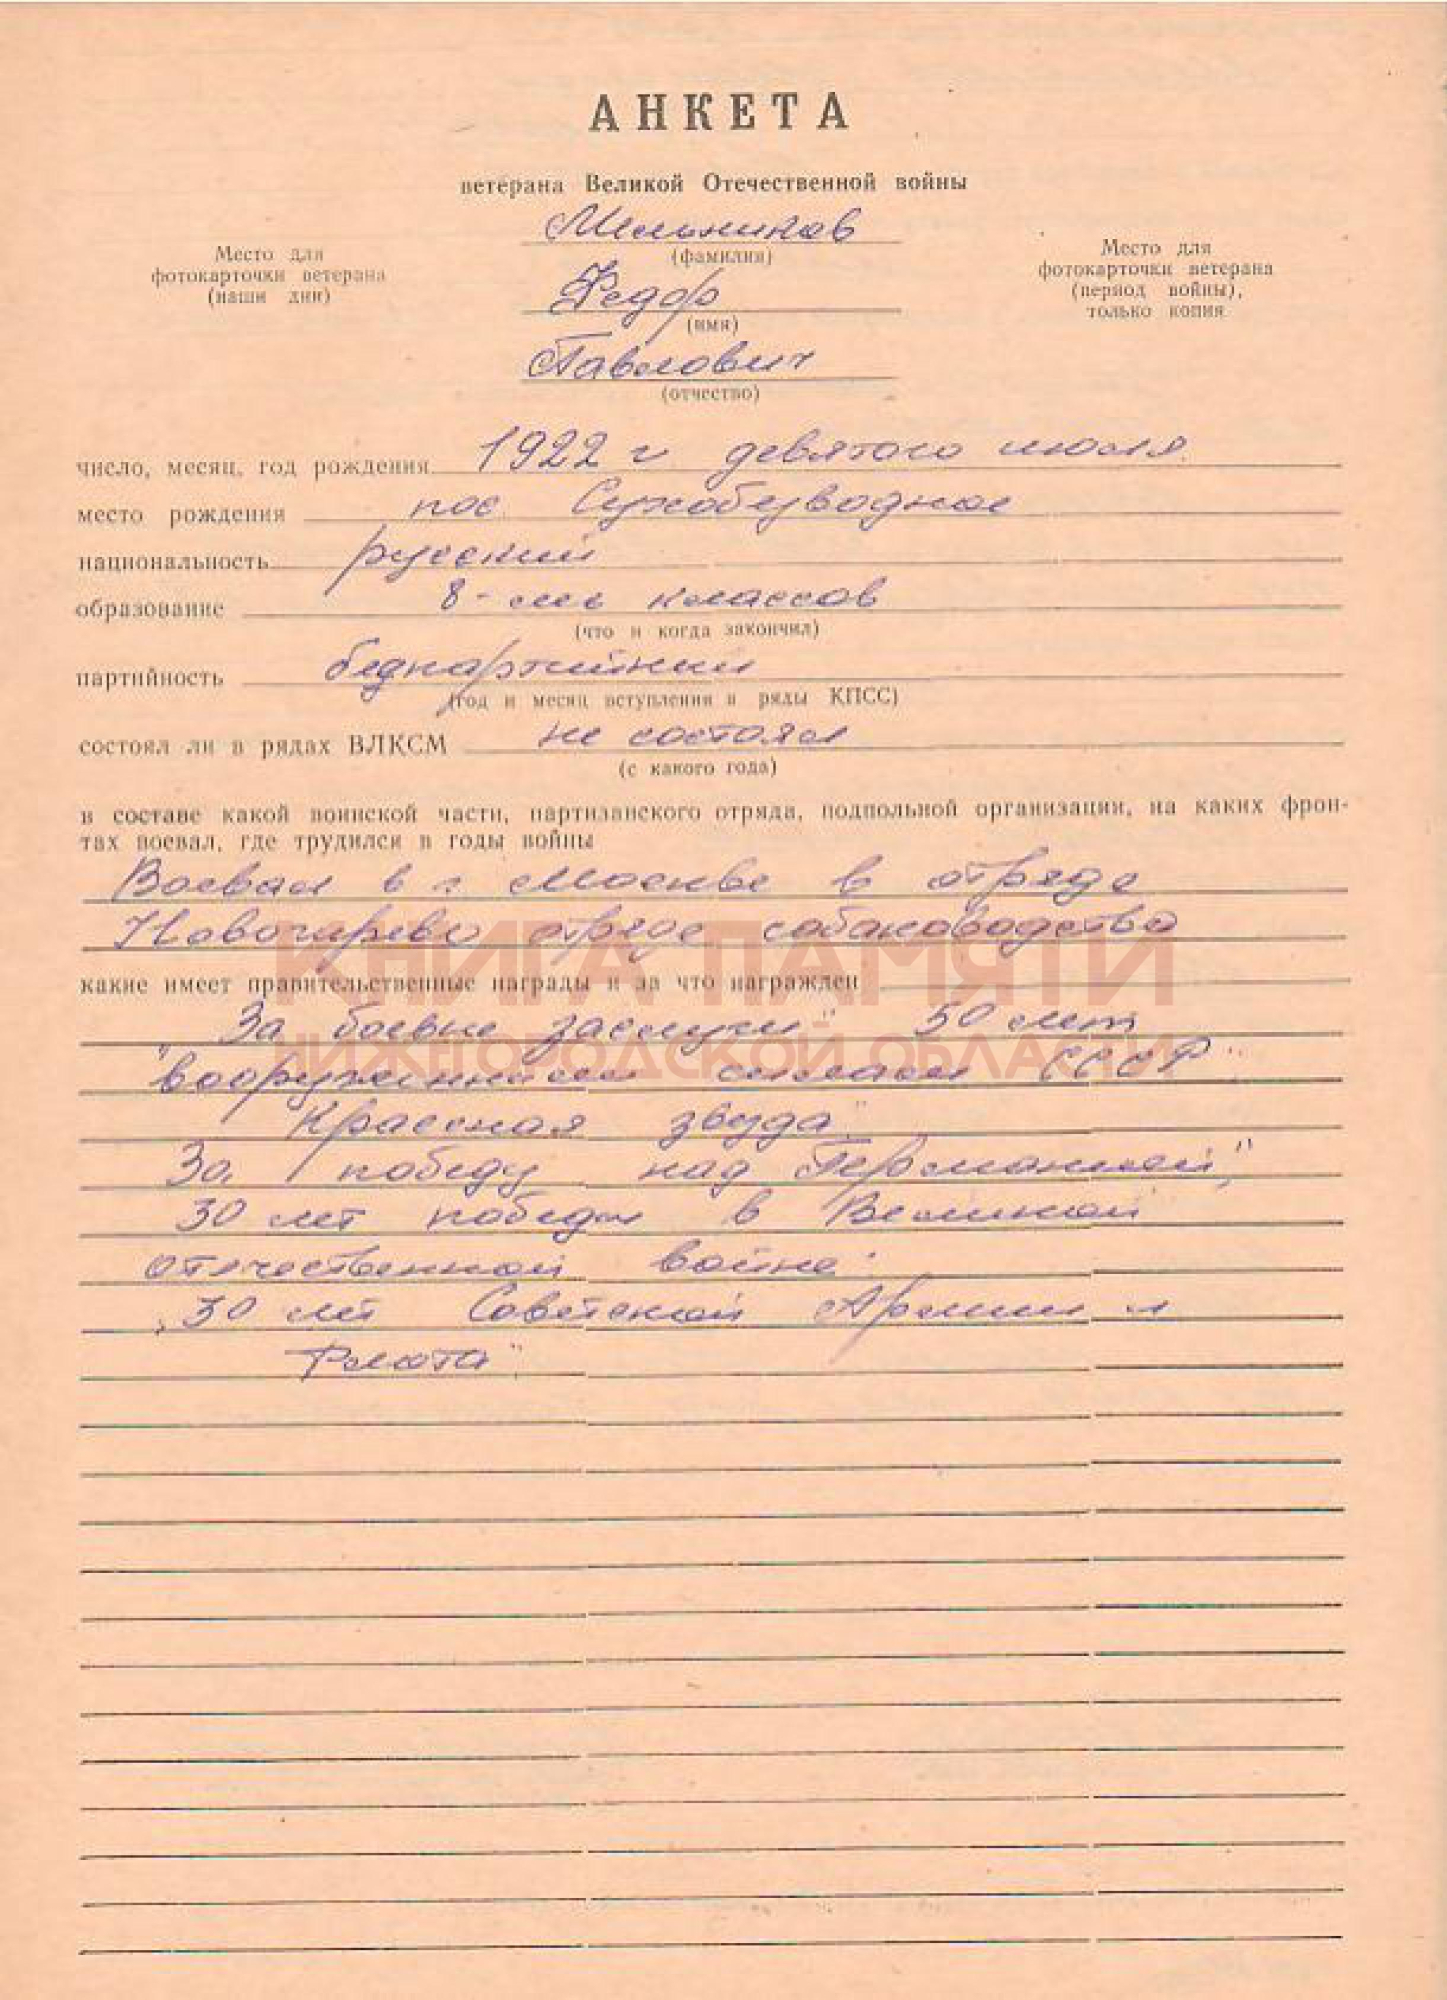 АНКЕТА
ветерана Великой Отечественной войны
Мельников
(фамилия)
Место для
фотокарточки ветерана
(наши дни)
Место для
фотокарточки ветерана
(период войны),
только копия
Федор
(имя)
Павлович
(отчество)
число, месяц, год рождения 1922 г девятого июля
место рождения пос. Сухобезводное
национальность русский
образование 8-мь классов
(что и когда закончил)
партийность беспартийный
(год и месяц вступления в ряды КПСС)
состоял ли в рядах ВЛКСМ не состоял
(с какого года)
в составе какой воинской части, партизанского отряда, подпольной организации, на каких фрон-
тах воевал, где трудился в годы войны
Воевал в г. Москве в отряде
отряде собаководства
КНИГА ПАМЯТИ
какие имеет правительственные награды и за что награжден
За боевые заслуги" 50 лет
НИЖЕГОРОДСКОЙ ОБЛАСТИ
"вооруженным силам СССР"
Красная звезда"
За победу над Германией"
30 лет победы в Великой
отечественной войне"
"30 лет Советской Армии и
Флота"